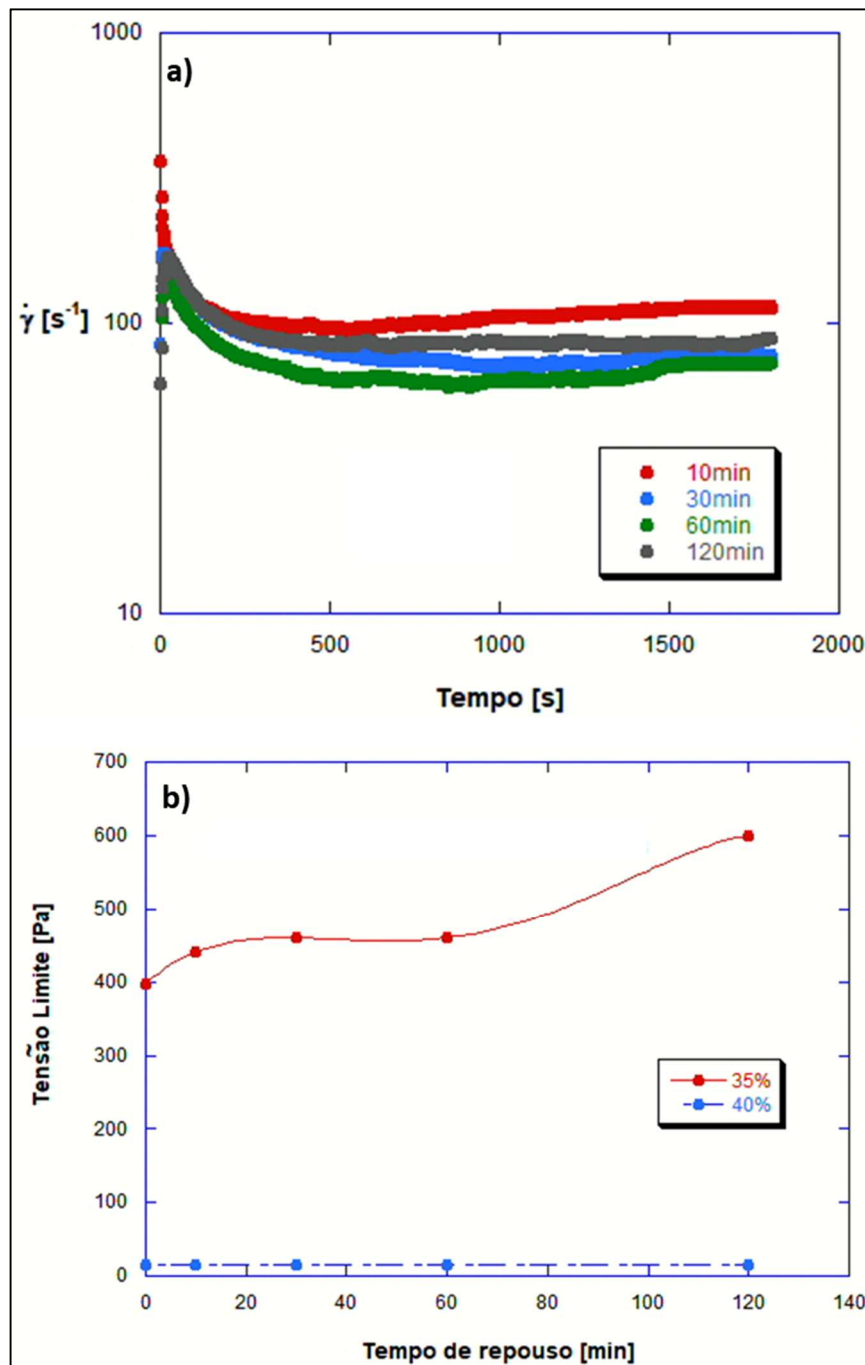 1000
a)
γ̇ [s⁻¹]
100
10min
30min
60min
120min
10
0 500 1000 1500 2000
Tempo [s]
700
b)
600
500
400
300
200
100
0
Tensão Limite [Pa]
35%
40%
0 20 40 60 80 100 120 140
Tempo de repouso [min]